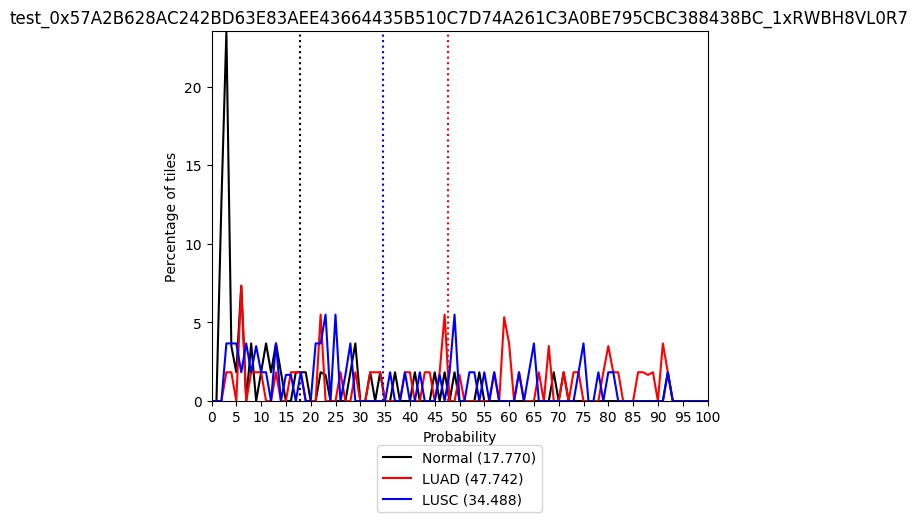 test_0x57A2B628AC242BD63E83AEE43664435B510C7D74A261C3A0BE795CBC388438BC_1xRWBH8VL0R7
Percentage of tiles
20
15
10
5
0
0 5 10 15 20 25 30 35 40 45 50 55 60 65 70 75 80 85 90 95 100
Probability
Normal (17.770)
LUAD (47.742)
LUSC (34.488)